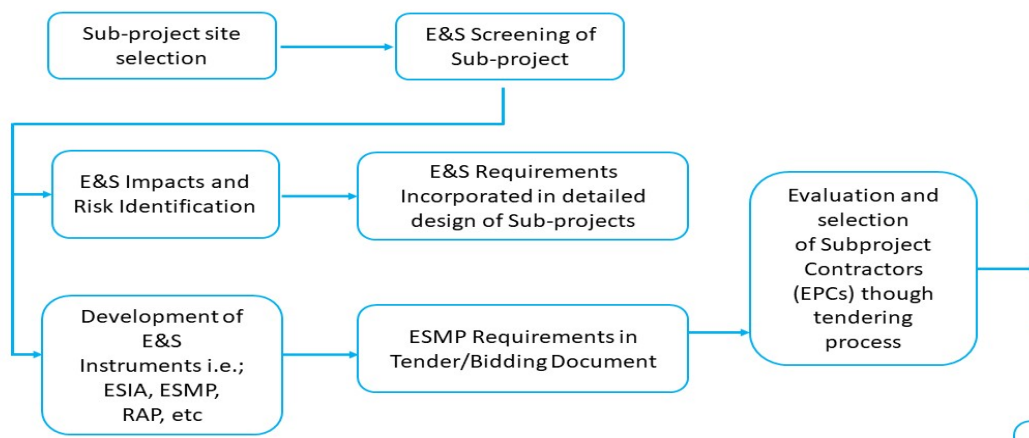 Sub-project site
selection
E&S Screening of
Sub-project
E&S Impacts and
Risk Identification
E&S Requirements
Incorporated in detailed
design of Sub-projects
Evaluation and
selection
of Subproject
Contractors
(EPCs) though
tendering
process
Development of
E&S
Instruments i.e.;
ESIA, ESMP,
RAP, etc
ESMP Requirements in
Tender/Bidding Document